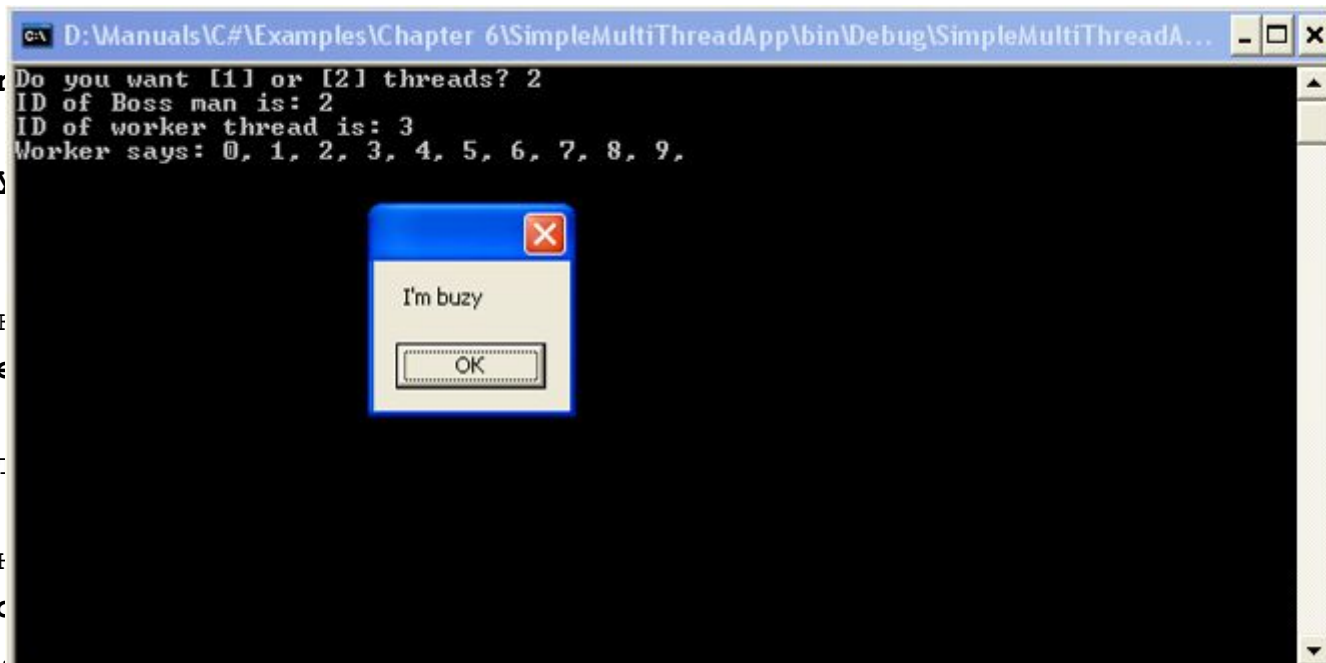 D:\Manuals\C#\Examples\Chapter 6\SimpleMultiThreadApp\bin\Debug\SimpleMultiThreadA...
Do you want [1] or [2] threads? 2
ID of Boss man is: 2
ID of worker thread is: 3
Worker says: 0, 1, 2, 3, 4, 5, 6, 7, 8, 9,
I'm buzy
OK